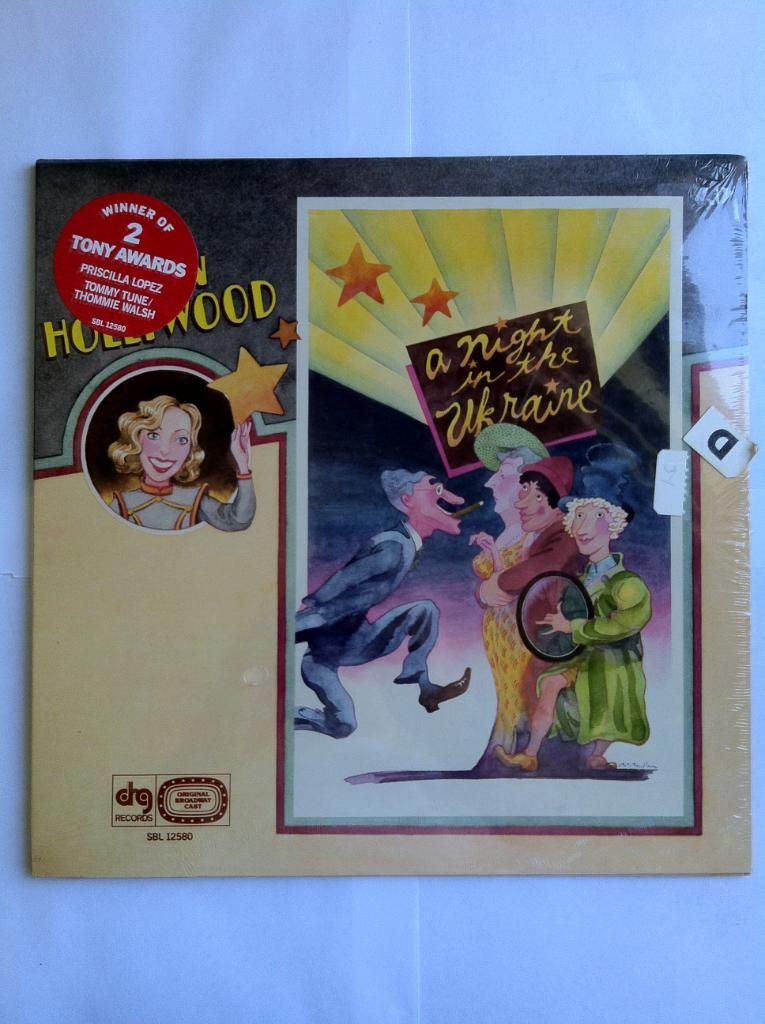 WINNER OF
2
TONY AWARDS
PRISCILLA LOPEZ
TOMMY TUNE/
THOMMIE WALSH
SBL 12580
N
HOLLYWOOD
a Night
in the
Ukraine
D
drg
RECORDS
ORIGINAL
BROADWAY
CAST
SBL 12580